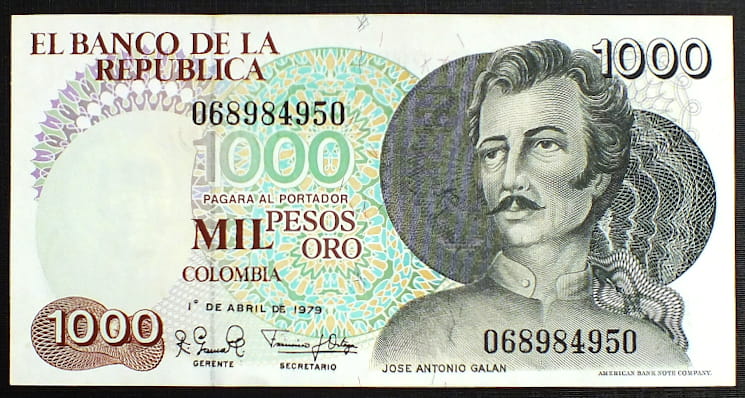 EL BANCO DE LA
REPUBLICA
1000
068984950
1000
PAGARA AL PORTADOR
MIL PESOS
ORO
COLOMBIA
1º DE ABRIL DE 1979
1000
GERENTE
SECRETARIO
068984950
JOSE ANTONIO GALAN
AMERICAN BANK NOTE COMPANY.